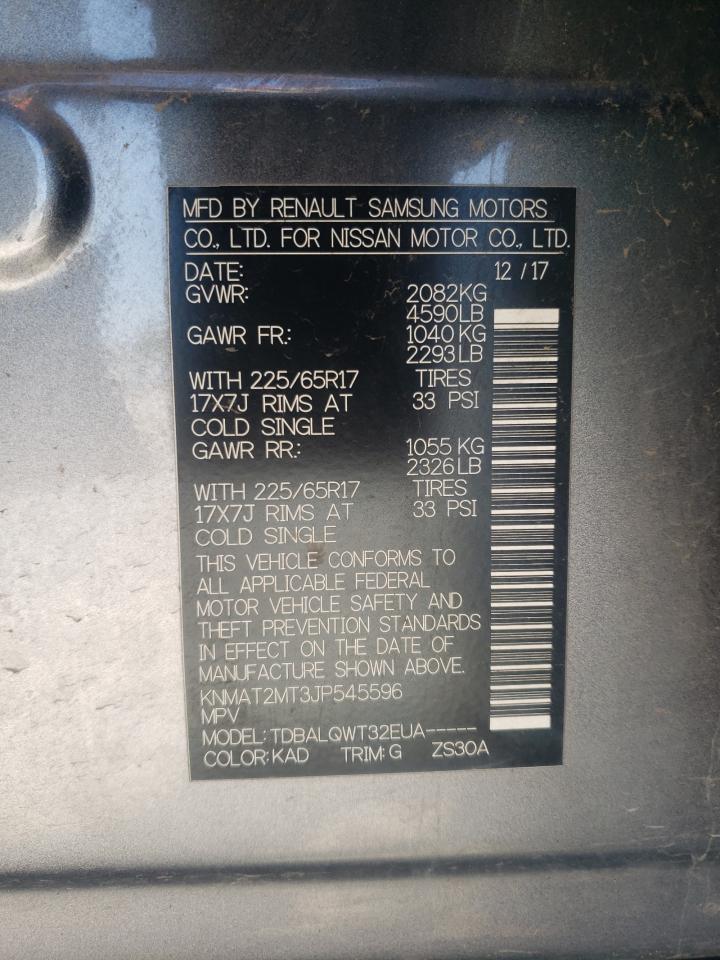 MFD BY RENAULT SAMSUNG MOTORS
CO., LTD. FOR NISSAN MOTOR CO., LTD.
DATE: 12 / 17
GVWR: 2082KG
4590LB
GAWR FR.: 1040 KG
2293LB
WITH 225/65R17 TIRES
17X7J RIMS AT 33 PSI
COLD SINGLE
GAWR RR.: 1055 KG
2326LB
WITH 225/65R17 TIRES
17X7J RIMS AT 33 PSI
COLD SINGLE
THIS VEHICLE CONFORMS TO
ALL APPLICABLE FEDERAL
MOTOR VEHICLE SAFETY AND
THEFT PREVENTION STANDARDS
IN EFFECT ON THE DATE OF
MANUFACTURE SHOWN ABOVE.
KNMAT2MT3JP545596
MPV
MODEL: TDBALQWT32EUA-----
COLOR: KAD TRIM: G ZS30A